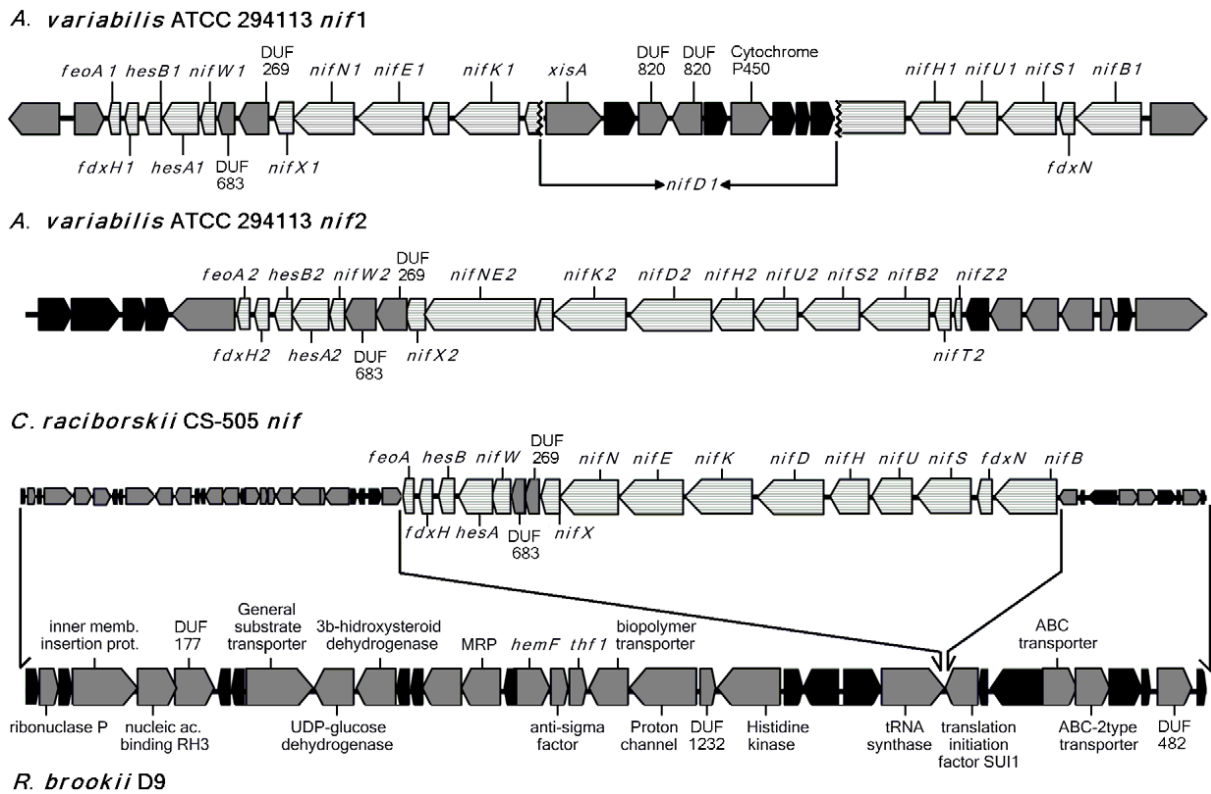 A. variabilis ATCC 294113 nif1
DUF DUF DUF Cytochrome
feoA1 hesB1 nifW1 269 nifN1 nifE1 nifK1 xisA 820 820 P450 nifH1 nifU1 nifS1 nifB1
fdxH1 hesA1 DUF nifX1 nifD1 fdxN
683
A. variabilis ATCC 294113 nif2
DUF
feoA2 hesB2 nifW2 269 nifNE2 nifK2 nifD2 nifH2 nifU2 nifS2 nifB2 nifZ2
fdxH2 hesA2 DUF nifX2 nifT2
683
C. raciborskii CS-505 nif
DUF
feoA hesB nifW 269 nifN nifE nifK nifD nifH nifU nifS fdxN nifB
fdxH hesA DUF nifX
683
General
inner memb. DUF substrate 3b-hidroxysteroid biopolymer ABC
insertion prot. 177 transporter dehydrogenase MRP hemF thf1 transporter transporter
ribonuclease P nucleic ac. UDP-glucose anti-sigma Proton DUF Histidine tRNA translation ABC-2type DUF
binding RH3 dehydrogenase factor channel 1232 kinase synthase initiation transporter 482
factor SUI1
R. brookii D9